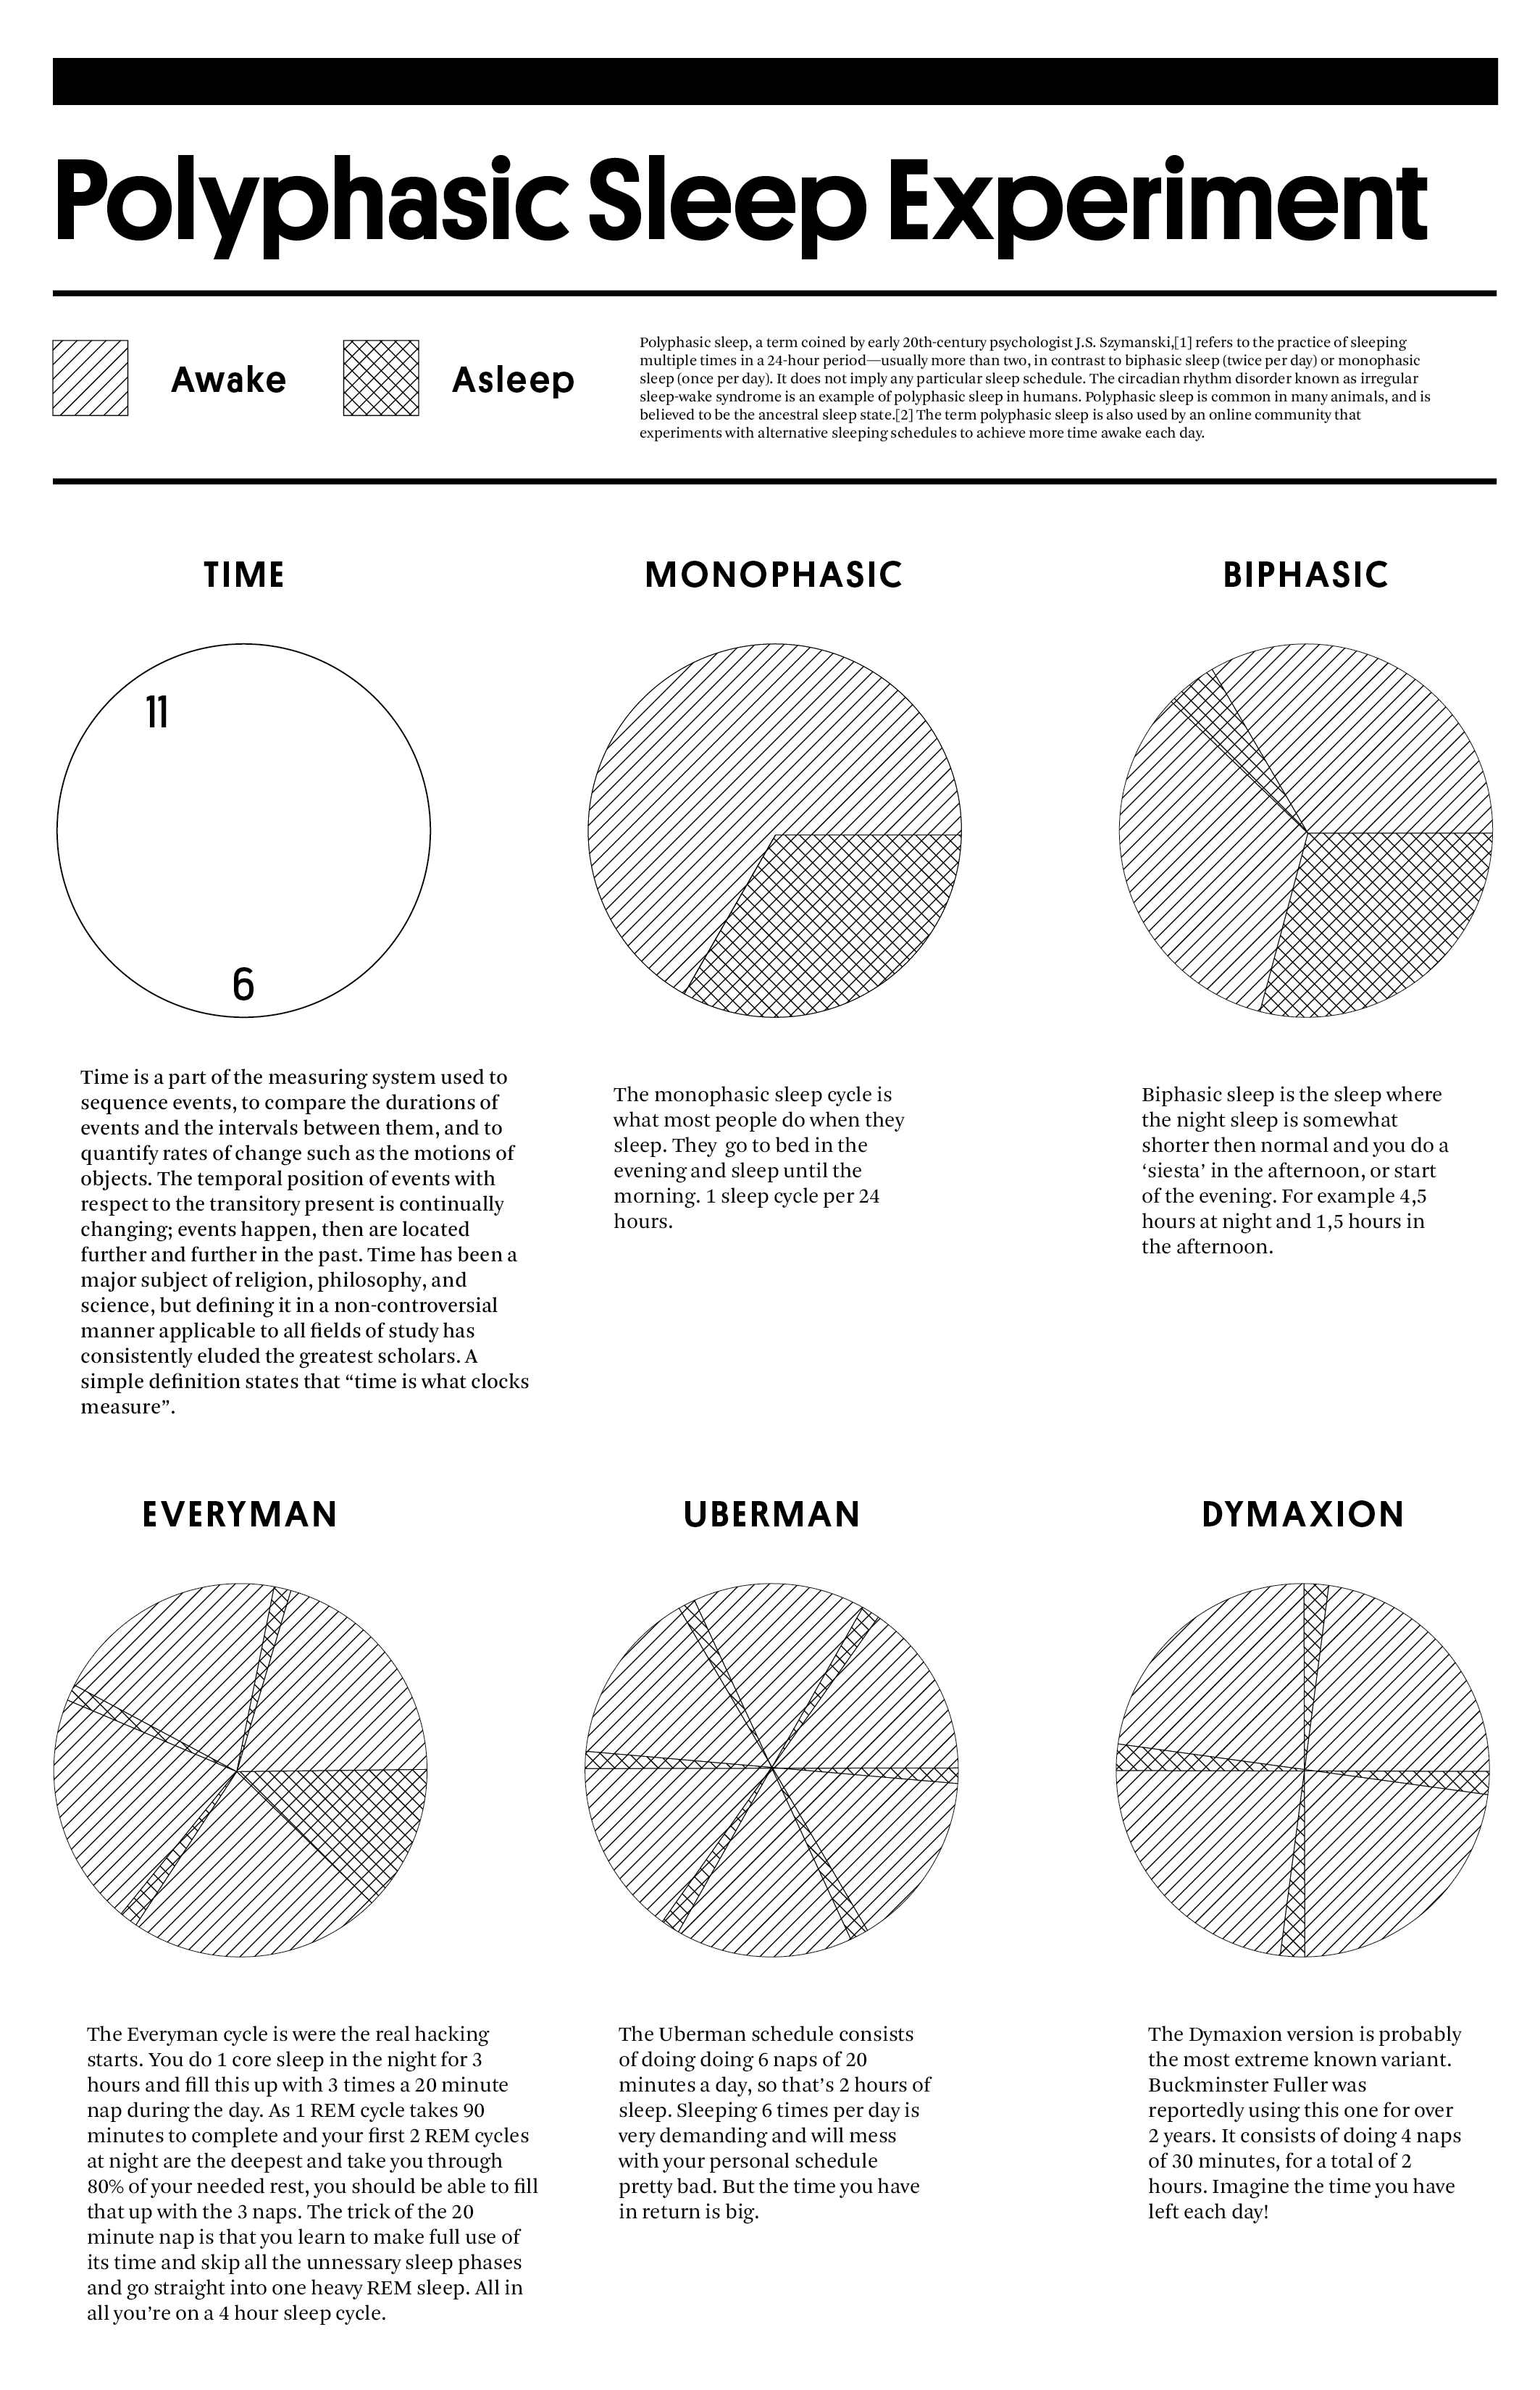 Polyphasic Sleep Experiment
Awake
Asleep
Polyphasic sleep, a term coined by early 20th-century psychologist J.S. Szymanski,[1] refers to the practice of sleeping
multiple times in a 24-hour period—usually more than two, in contrast to biphasic sleep (twice per day) or monophasic
sleep (once per day). It does not imply any particular sleep schedule. The circadian rhythm disorder known as irregular
sleep-wake syndrome is an example of polyphasic sleep in humans. Polyphasic sleep is common in many animals, and is
believed to be the ancestral sleep state.[2] The term polyphasic sleep is also used by an online community that
experiments with alternative sleeping schedules to achieve more time awake each day.
TIME
11
6
Time is a part of the measuring system used to
sequence events, to compare the durations of
events and the intervals between them, and to
quantify rates of change such as the motions of
objects. The temporal position of events with
respect to the transitory present is continually
changing; events happen, then are located
further and further in the past. Time has been a
major subject of religion, philosophy, and
science, but defining it in a non-controversial
manner applicable to all fields of study has
consistently eluded the greatest scholars. A
simple definition states that “time is what clocks
measure”.
MONOPHASIC
The monophasic sleep cycle is
what most people do when they
sleep. They go to bed in the
evening and sleep until the
morning. 1 sleep cycle per 24
hours.
BIPHASIC
Biphasic sleep is the sleep where
the night sleep is somewhat
shorter then normal and you do a
‘siesta’ in the afternoon, or start
of the evening. For example 4,5
hours at night and 1,5 hours in
the afternoon.
EVERYMAN
The Everyman cycle is were the real hacking
starts. You do 1 core sleep in the night for 3
hours and fill this up with 3 times a 20 minute
nap during the day. As 1 REM cycle takes 90
minutes to complete and your first 2 REM cycles
at night are the deepest and take you through
80% of your needed rest, you should be able to fill
that up with the 3 naps. The trick of the 20
minute nap is that you learn to make full use of
its time and skip all the unnessary sleep phases
and go straight into one heavy REM sleep. All in
all you’re on a 4 hour sleep cycle.
UBERMAN
The Uberman schedule consists
of doing doing 6 naps of 20
minutes a day, so that’s 2 hours of
sleep. Sleeping 6 times per day is
very demanding and will mess
with your personal schedule
pretty bad. But the time you have
in return is big.
DYMAXION
The Dymaxion version is probably
the most extreme known variant.
Buckminster Fuller was
reportedly using this one for over
2 years. It consists of doing 4 naps
of 30 minutes, for a total of 2
hours. Imagine the time you have
left each day!